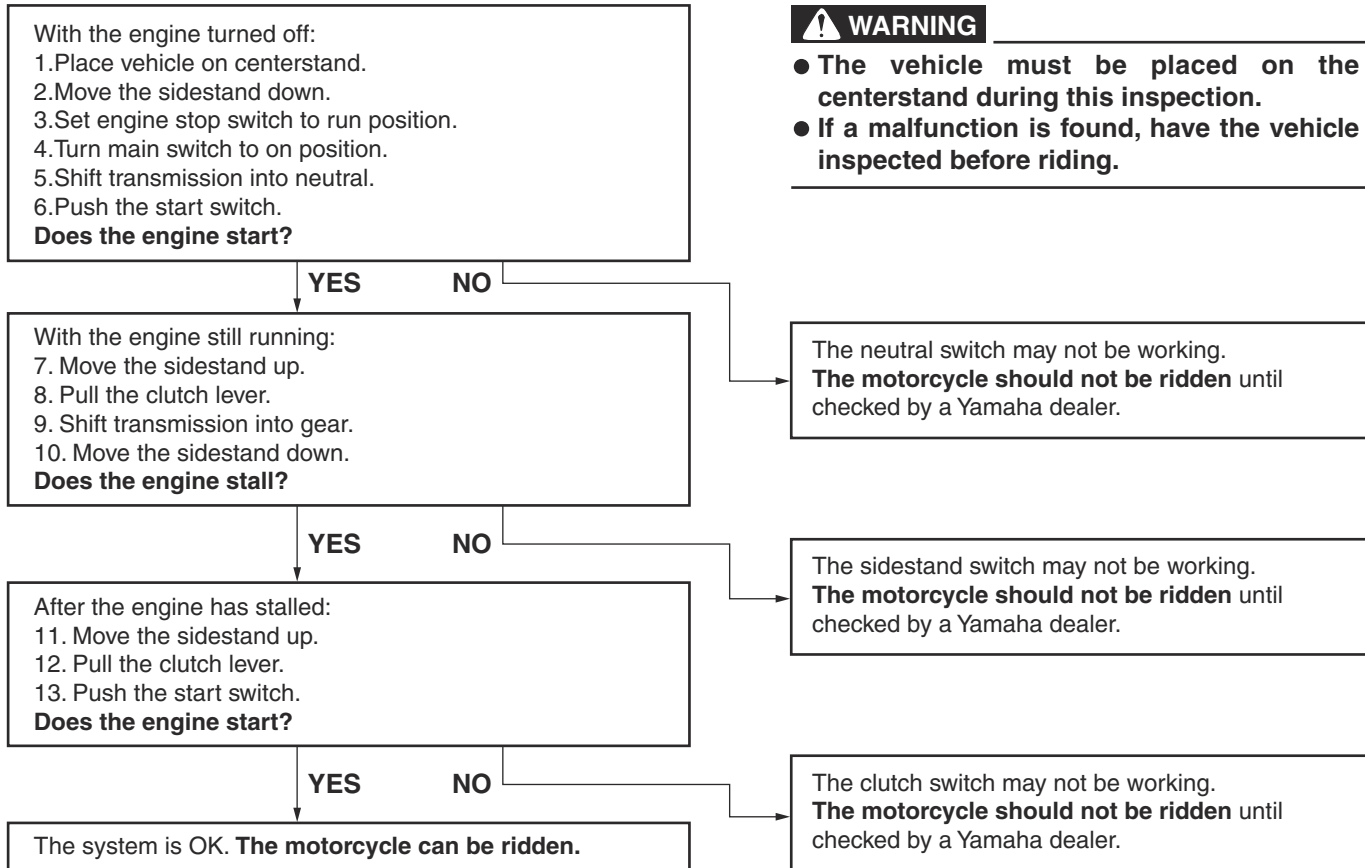 With the engine turned off:
1.Place vehicle on centerstand.
2.Move the sidestand down.
3.Set engine stop switch to run position.
4.Turn main switch to on position.
5.Shift transmission into neutral.
6.Push the start switch.
Does the engine start?
WARNING
● The vehicle must be placed on the
centerstand during this inspection.
● If a malfunction is found, have the vehicle
inspected before riding.
YES NO
With the engine still running:
7. Move the sidestand up.
8. Pull the clutch lever.
9. Shift transmission into gear.
10. Move the sidestand down.
Does the engine stall?
The neutral switch may not be working.
The motorcycle should not be ridden until
checked by a Yamaha dealer.
YES NO
After the engine has stalled:
11. Move the sidestand up.
12. Pull the clutch lever.
13. Push the start switch.
Does the engine start?
The sidestand switch may not be working.
The motorcycle should not be ridden until
checked by a Yamaha dealer.
YES NO
The system is OK. The motorcycle can be ridden.
The clutch switch may not be working.
The motorcycle should not be ridden until
checked by a Yamaha dealer.